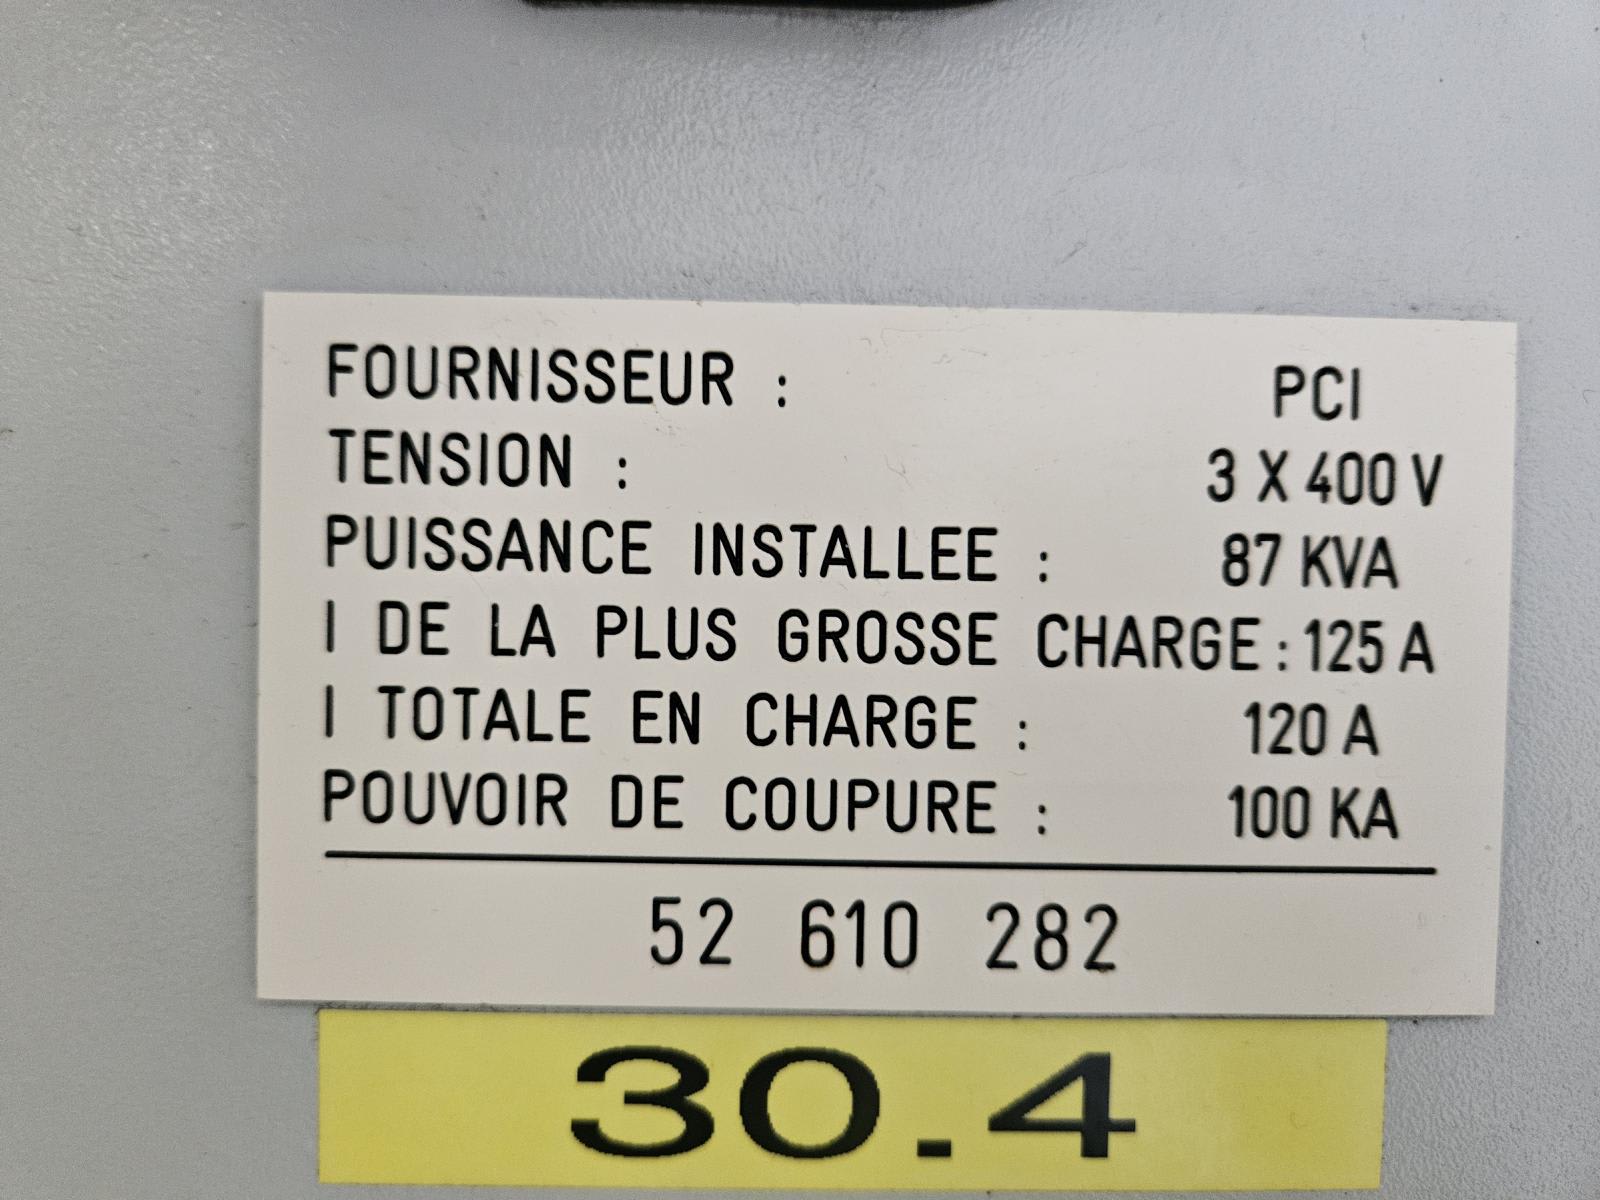 FOURNISSEUR : PCI
TENSION : 3 X 400 V
PUISSANCE INSTALLEE : 87 KVA
I DE LA PLUS GROSSE CHARGE : 125 A
I TOTALE EN CHARGE : 120 A
POUVOIR DE COUPURE : 100 KA
52 610 282
30.4